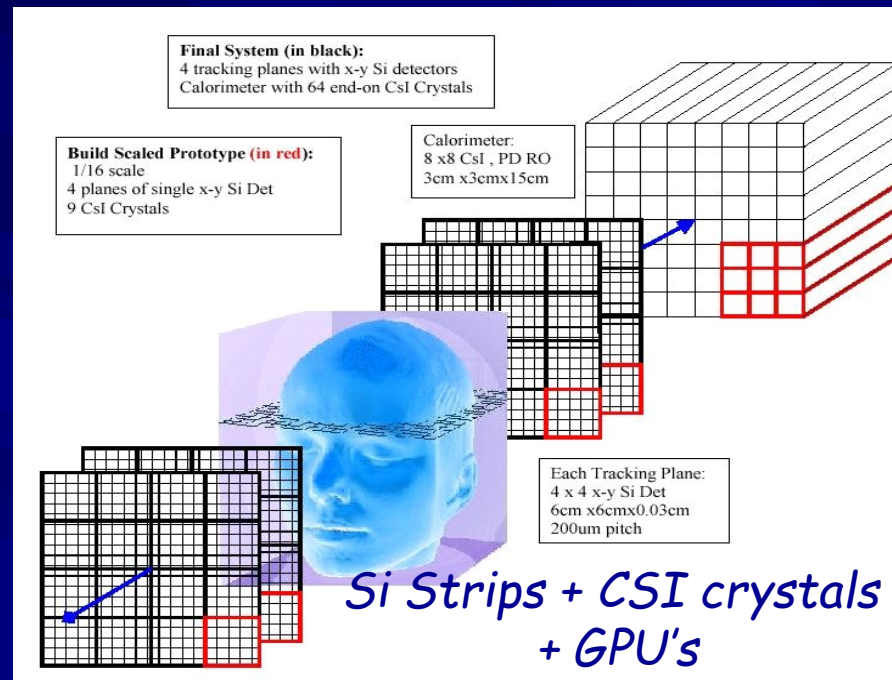 Final System (in black):
4 tracking planes with x-y Si detectors
Calorimeter with 64 end-on CsI Crystals
Build Scaled Prototype (in red):
1/16 scale
4 planes of single x-y Si Det
9 CsI Crystals
Calorimeter:
8 x8 CsI , PD RO
3cm x3cmx15cm
Each Tracking Plane:
4 x 4 x-y Si Det
6cm x6cmx0.03cm
200um pitch
Si Strips + CSI crystals
+ GPU's